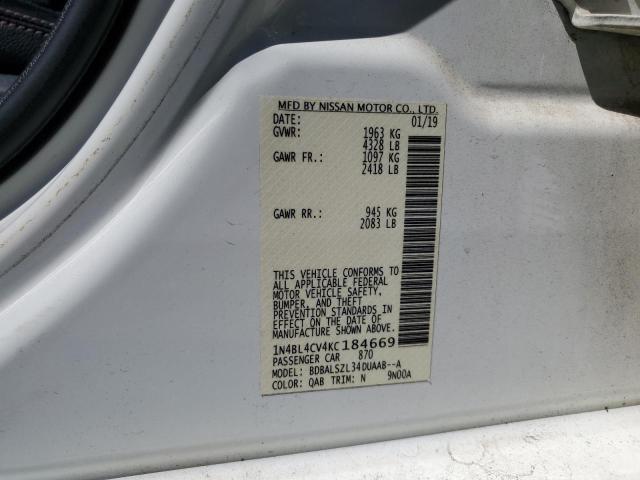 MFD BY NISSAN MOTOR CO., LTD.
DATE: 01/19
GVWR: 1963 KG
4328 LB
GAWR FR.: 1097 KG
2418 LB
GAWR RR.: 945 KG
2083 LB
THIS VEHICLE CONFORMS TO
ALL APPLICABLE FEDERAL
MOTOR VEHICLE SAFETY,
BUMPER, AND THEFT
PREVENTION STANDARDS IN
EFFECT ON THE DATE OF
MANUFACTURE SHOWN ABOVE.
1N4BL4CV4KC184669
PASSENGER CAR 870
MODEL: BDBALSZL34DUAAB--A
COLOR: QAB TRIM: N 9N00A